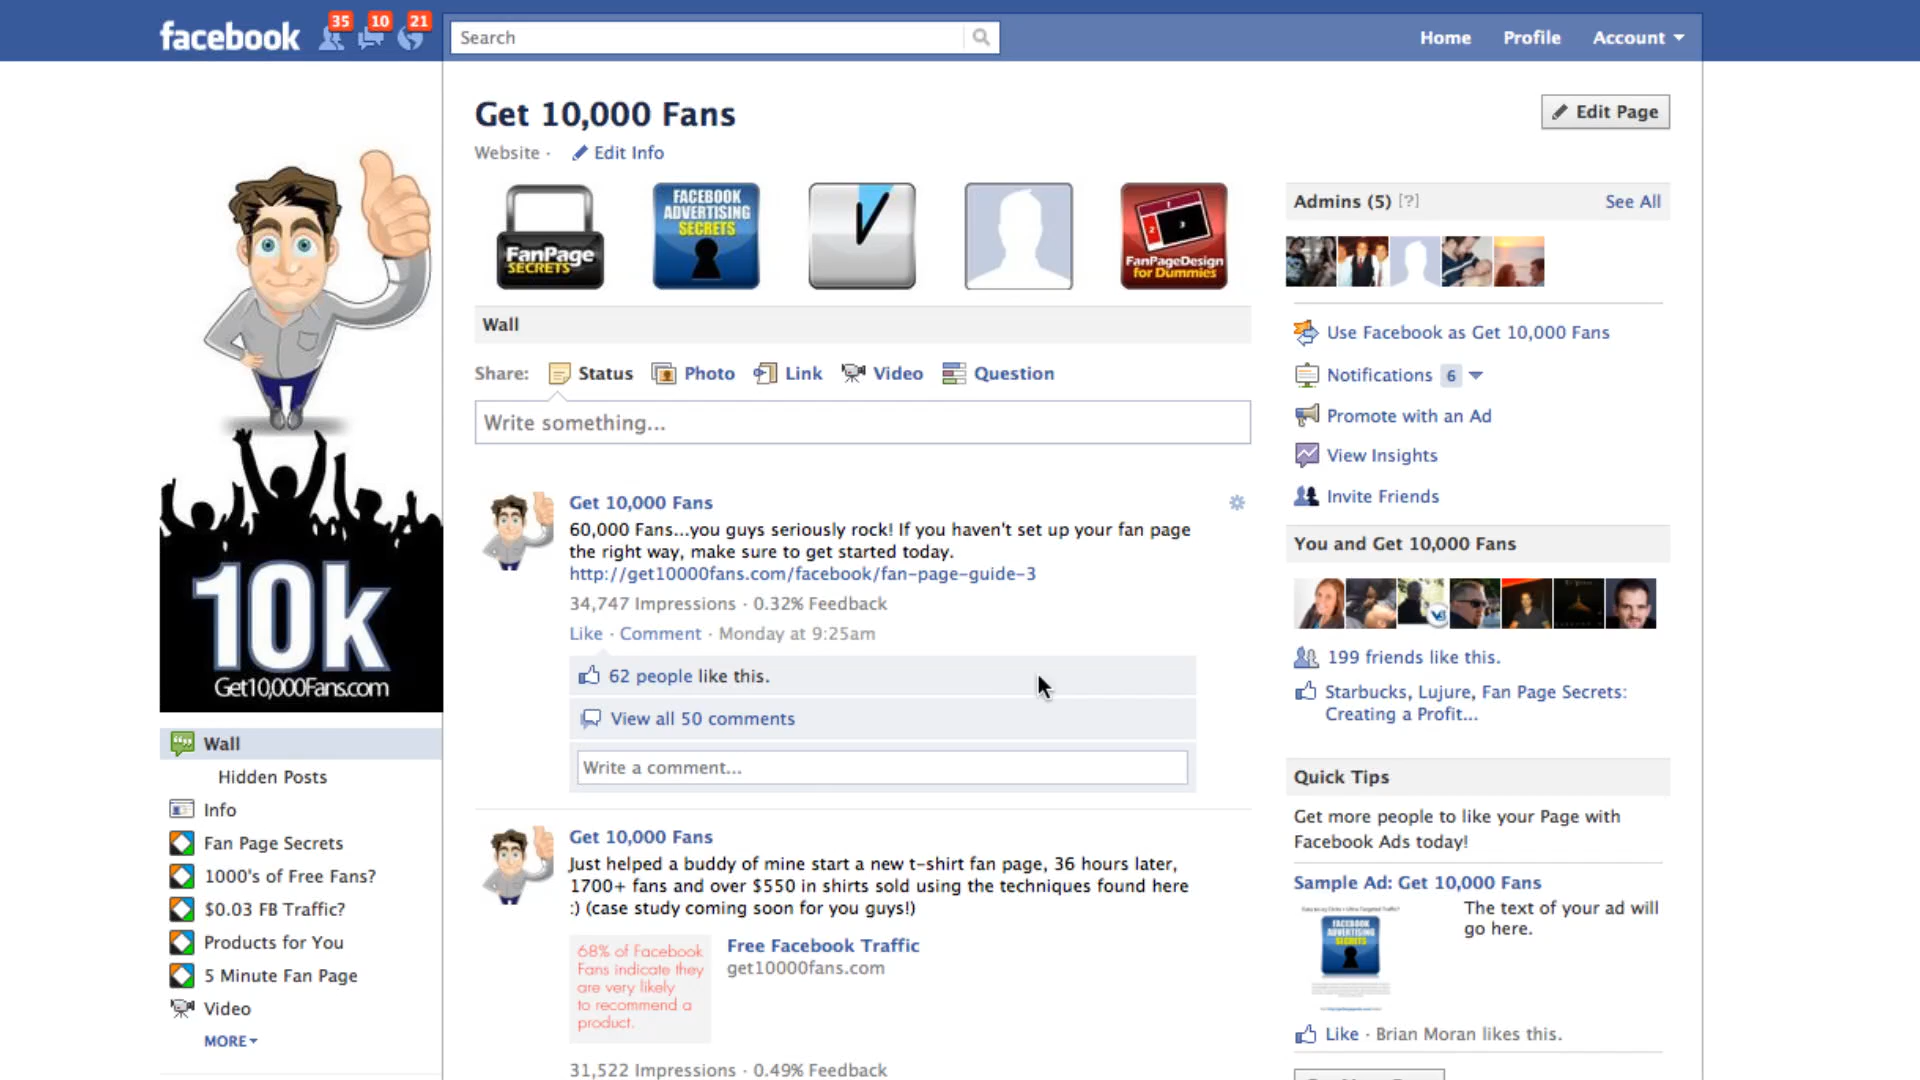 facebook
35
10
21
Search
Home
Profile
Account
Get 10,000 Fans
Edit Page
Website ·
Edit Info
FanPage
SECRETS
FACEBOOK
ADVERTISING
SECRETS
V
2
3
FanPageDesign
for Dummies
Admins (5) [?]
See All
Use Facebook as Get 10,000 Fans
Notifications 6
Promote with an Ad
View Insights
Invite Friends
Wall
Share:
Status
Photo
Link
Video
Question
Write something...
Get 10,000 Fans
60,000 Fans...you guys seriously rock! If you haven't set up your fan page
the right way, make sure to get started today.
http://get10000fans.com/facebook/fan-page-guide-3
34,747 Impressions · 0.32% Feedback
Like · Comment · Monday at 9:25am
62 people like this.
View all 50 comments
Write a comment...
Get 10,000 Fans
Just helped a buddy of mine start a new t-shirt fan page, 36 hours later,
1700+ fans and over $550 in shirts sold using the techniques found here
:) (case study coming soon for you guys!)
68% of Facebook
Fans indicate they
are very likely
to recommend a
product.
Free Facebook Traffic
get10000fans.com
31,522 Impressions · 0.49% Feedback
10k
Get10,000Fans.com
Wall
Hidden Posts
Info
Fan Page Secrets
1000's of Free Fans?
$0.03 FB Traffic?
Products for You
5 Minute Fan Page
Video
MORE
You and Get 10,000 Fans
199 friends like this.
Starbucks, Lujure, Fan Page Secrets:
Creating a Profit...
Quick Tips
Get more people to like your Page with
Facebook Ads today!
Sample Ad: Get 10,000 Fans
FACEBOOK
ADVERTISING
SECRETS
The text of your ad will
go here.
Like · Brian Moran likes this.